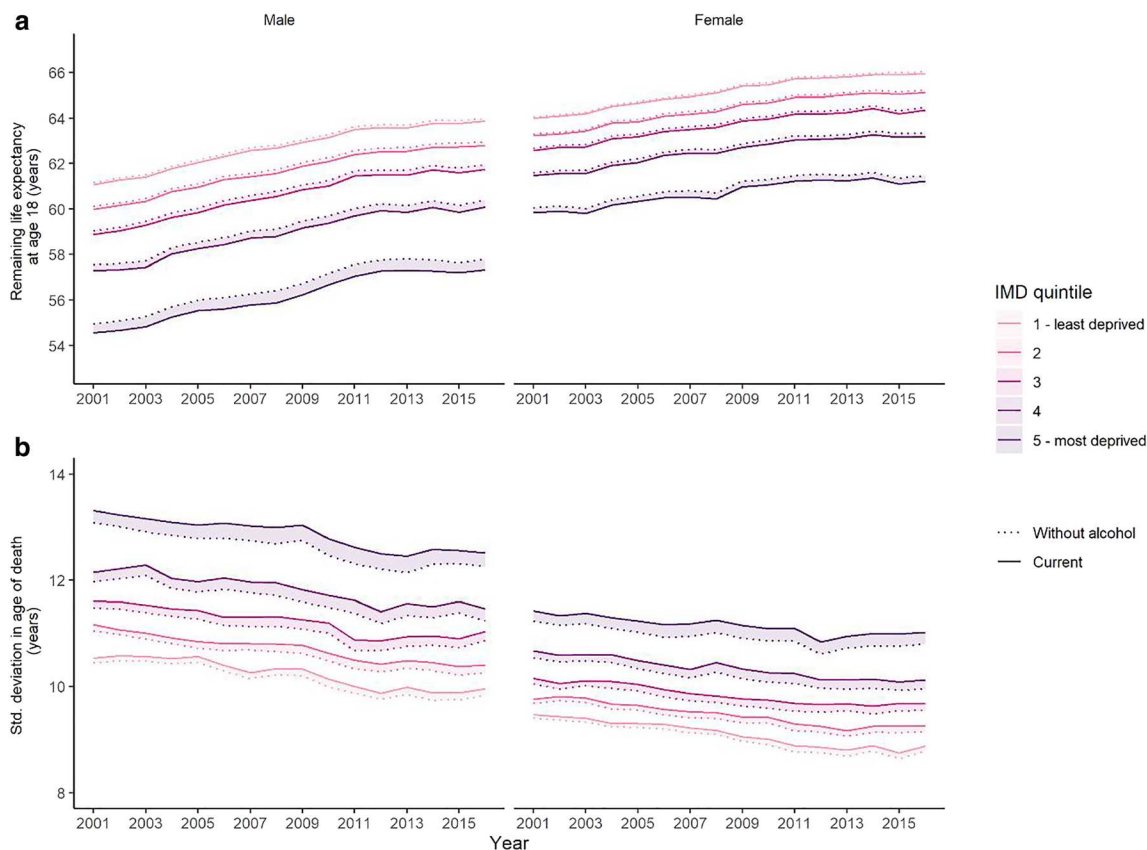 a
Male
Female
Remaining life expectancy
at age 18 (years)
66
64
62
60
58
56
54
2001 2003 2005 2007 2009 2011 2013 2015
2001 2003 2005 2007 2009 2011 2013 2015
IMD quintile
1 - least deprived
2
3
4
5 - most deprived
Without alcohol
Current
b
Std. deviation in age of death
(years)
14
12
10
8
2001 2003 2005 2007 2009 2011 2013 2015
2001 2003 2005 2007 2009 2011 2013 2015
Year